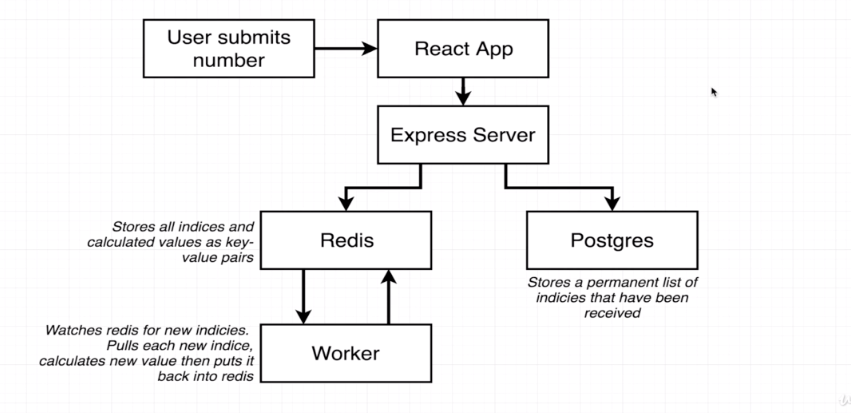 User submits
number
React App
Express Server
Stores all indices and
calculated values as key-
value pairs
Redis
Postgres
Stores a permanent list of
indicies that have been
received
Watches redis for new indicies.
Pulls each new indice,
calculates new value then puts it
back into redis
Worker